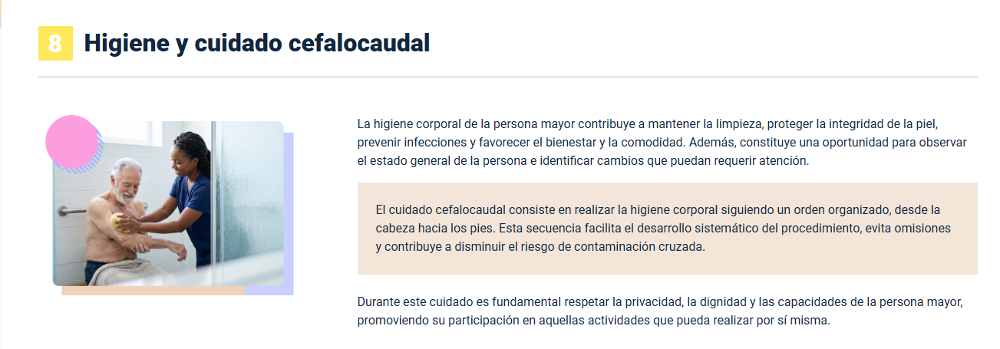 8
Higiene y cuidado cefalocaudal
La higiene corporal de la persona mayor contribuye a mantener la limpieza, proteger la integridad de la piel,
prevenir infecciones y favorecer el bienestar y la comodidad. Además, constituye una oportunidad para observar
el estado general de la persona e identificar cambios que puedan requerir atención.
El cuidado cefalocaudal consiste en realizar la higiene corporal siguiendo un orden organizado, desde la
cabeza hacia los pies. Esta secuencia facilita el desarrollo sistemático del procedimiento, evita omisiones
y contribuye a disminuir el riesgo de contaminación cruzada.
Durante este cuidado es fundamental respetar la privacidad, la dignidad y las capacidades de la persona mayor,
promoviendo su participación en aquellas actividades que pueda realizar por sí misma.